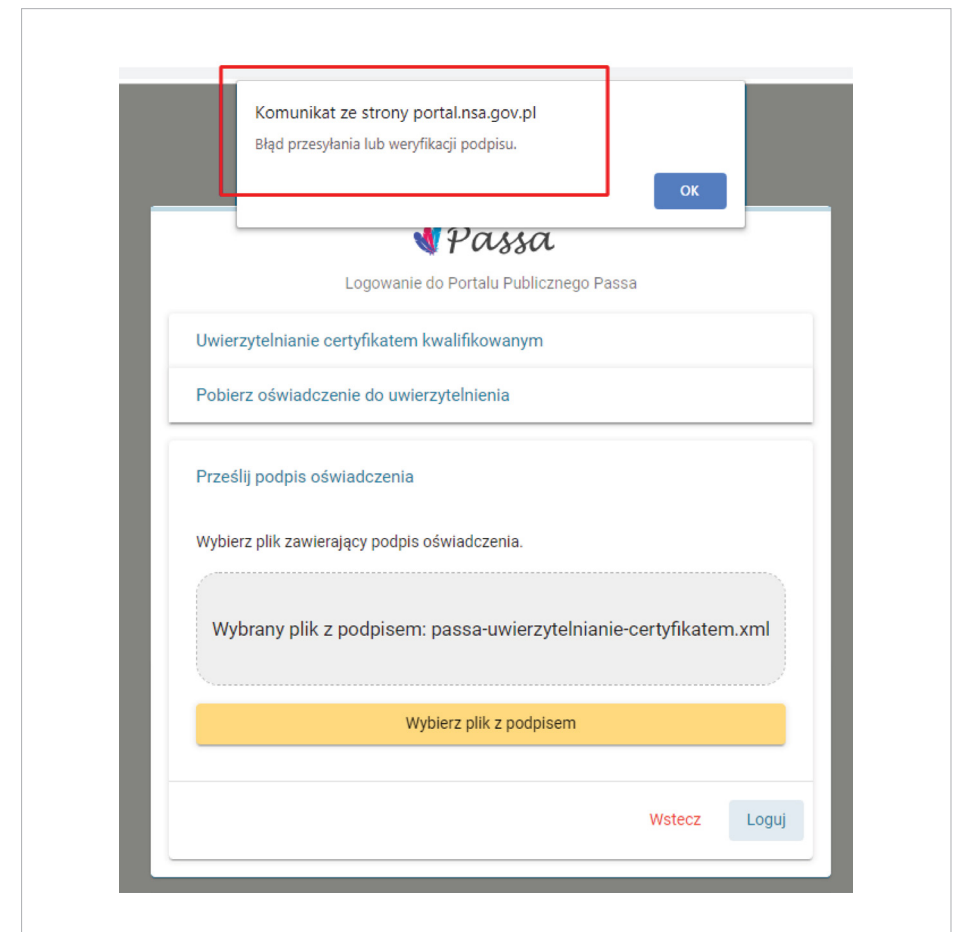 Komunikat ze strony portal.nsa.gov.pl
Błąd przesyłania lub weryfikacji podpisu.
OK
Passa
Logowanie do Portalu Publicznego Passa
Uwierzytelnianie certyfikatem kwalifikowanym
Pobierz oświadczenie do uwierzytelnienia
Prześlij podpis oświadczenia
Wybierz plik zawierający podpis oświadczenia.
Wybrany plik z podpisem: passa-uwierzytelnianie-certyfikatem.xml
Wybierz plik z podpisem
Wstecz
Loguj